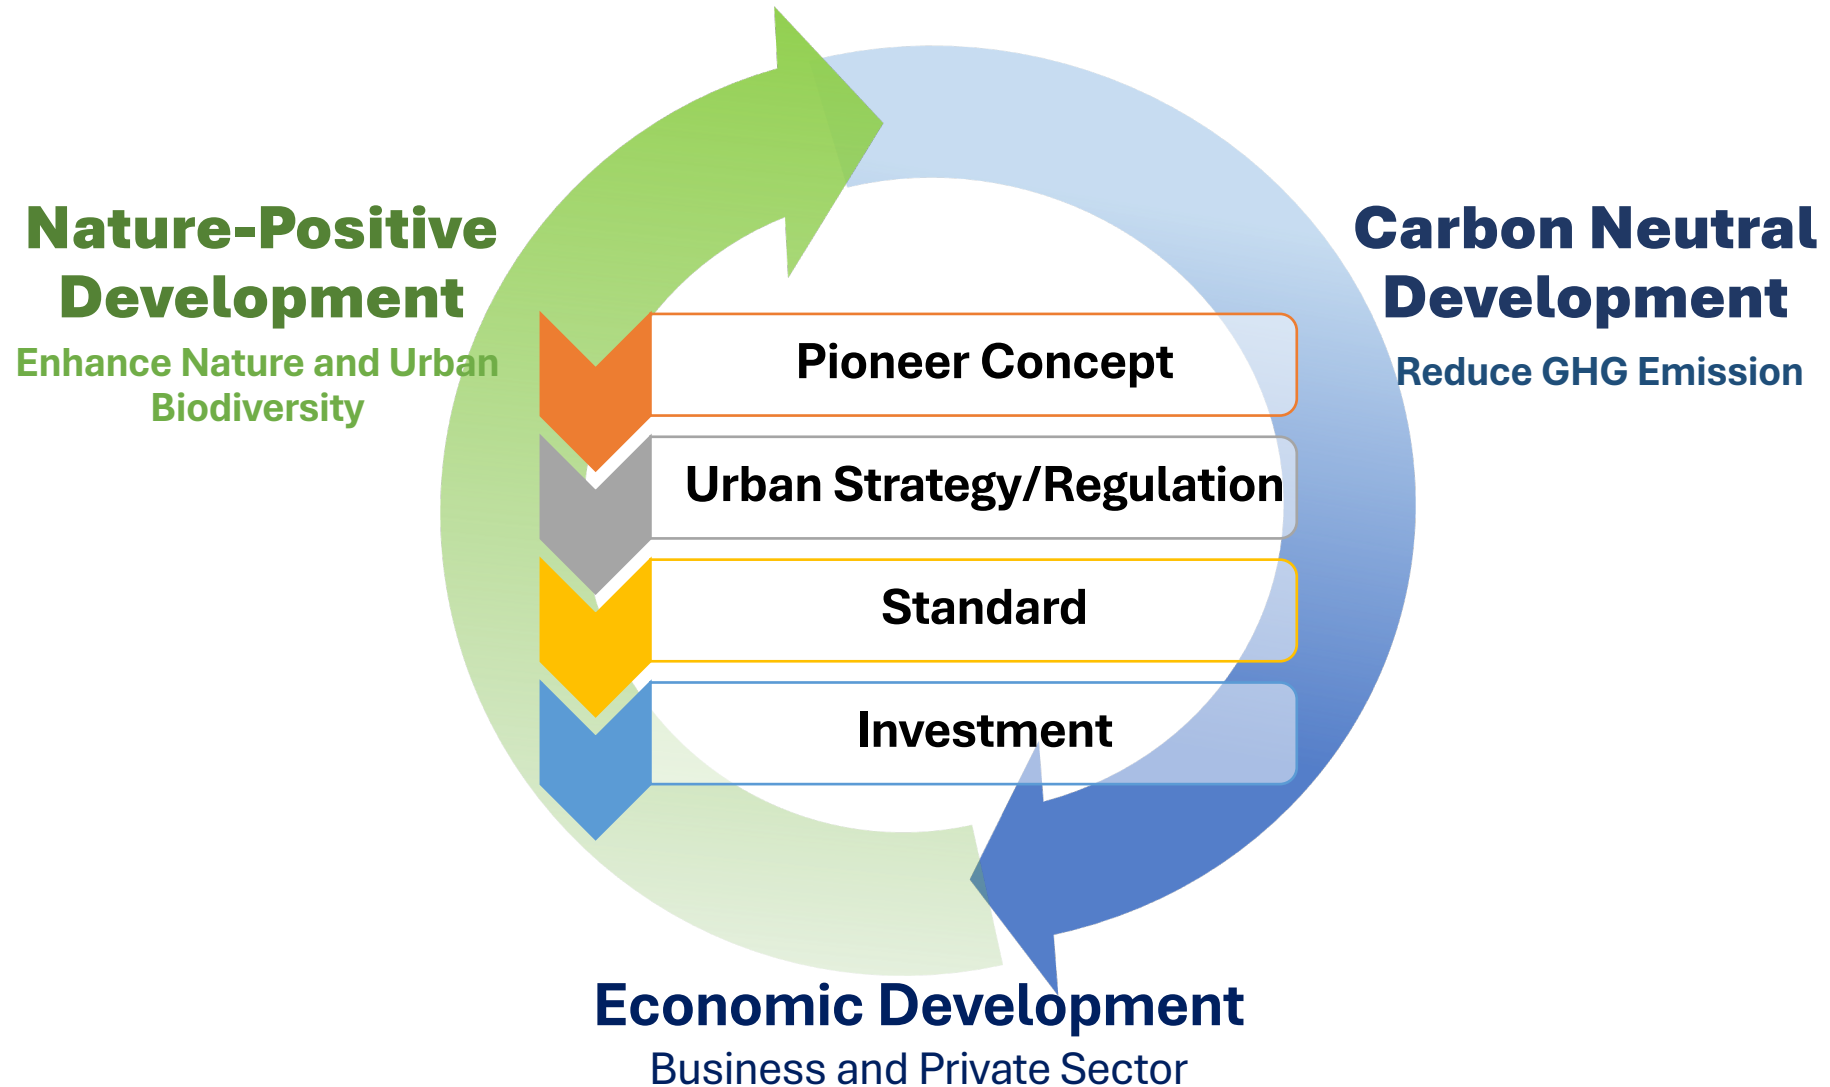 Nature-Positive
Development
Enhance Nature and Urban
Biodiversity
Carbon Neutral
Development
Reduce GHG Emission
Pioneer Concept
Urban Strategy/Regulation
Standard
Investment
Economic Development
Business and Private Sector